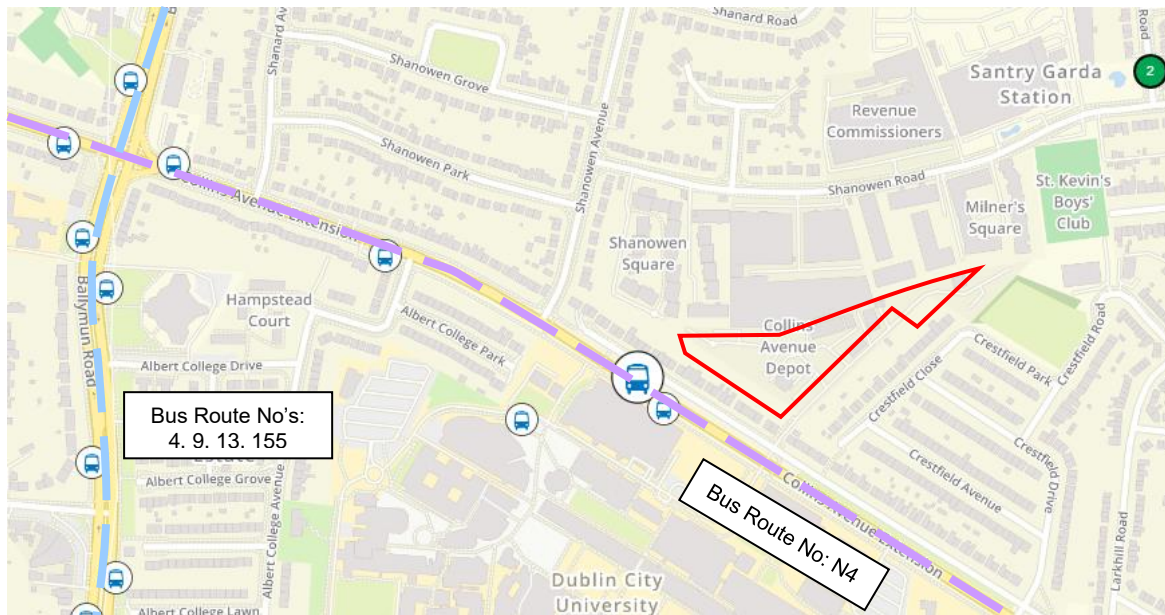 Shanard Road
Road
Shanard Av
Shanowen Grove
Santry Garda
Station
2
Revenue
Commissioners
Shanowen Avenue
Shanowen Park
Shanowen Road
St. Kevin's
Boys'
Club
Milner's
Square
Collins Avenue Extension
Shanowen
Square
Ballymun Road
Hampstead
Court
Albert College Park
Collins
Avenue
Depot
Crestfield Road
Crestfield Park
Crestfield Close
Albert College Drive
Bus Route No's:
4. 9. 13. 155
Estate
Albert College Grove
Albert College Avenue
Crestfield Avenue
Crestfield Drive
Larkhill Road
Bus Route No: N4
Collins Avenue Extension
Dublin City
University
Albert College Lawn